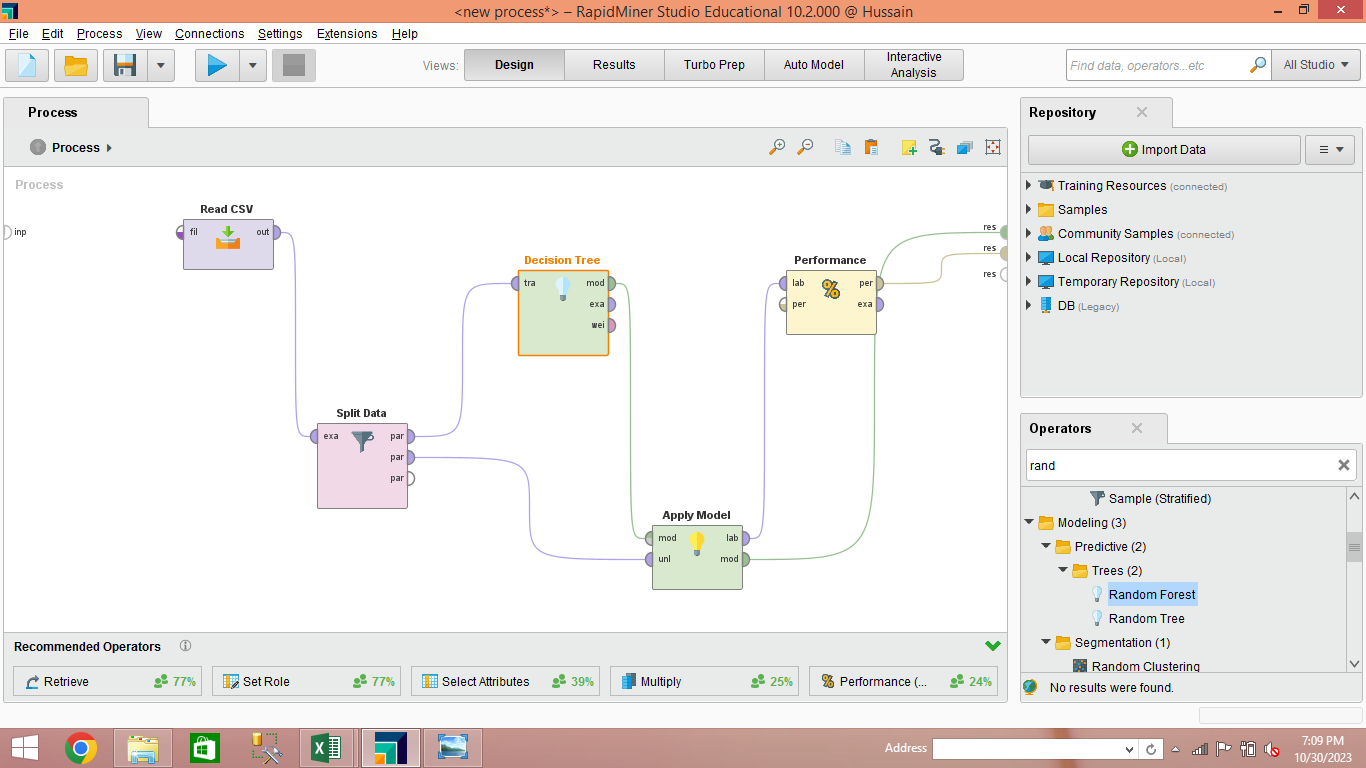 <new process*> – RapidMiner Studio Educational 10.2.000 @ Hussain
File Edit Process View Connections Settings Extensions Help
Views: Design Results Turbo Prep Auto Model Interactive Analysis
Find data, operators...etc All Studio
Process
Process
Process
inp
Read CSV
fil out
Split Data
exa par
par
par
Decision Tree
tra mod
exa
wei
Apply Model
mod lab
unl mod
Performance
lab per
per exa
res
res
res
Recommended Operators
Retrieve 77%
Set Role 77%
Select Attributes 39%
Multiply 25%
Performance (... 24%
Repository
Import Data
Training Resources (connected)
Samples
Community Samples (connected)
Local Repository (Local)
Temporary Repository (Local)
DB (Legacy)
Operators
rand
Sample (Stratified)
Modeling (3)
Predictive (2)
Trees (2)
Random Forest
Random Tree
Segmentation (1)
Random Clustering
No results were found.
Address
7:09 PM
10/30/2023